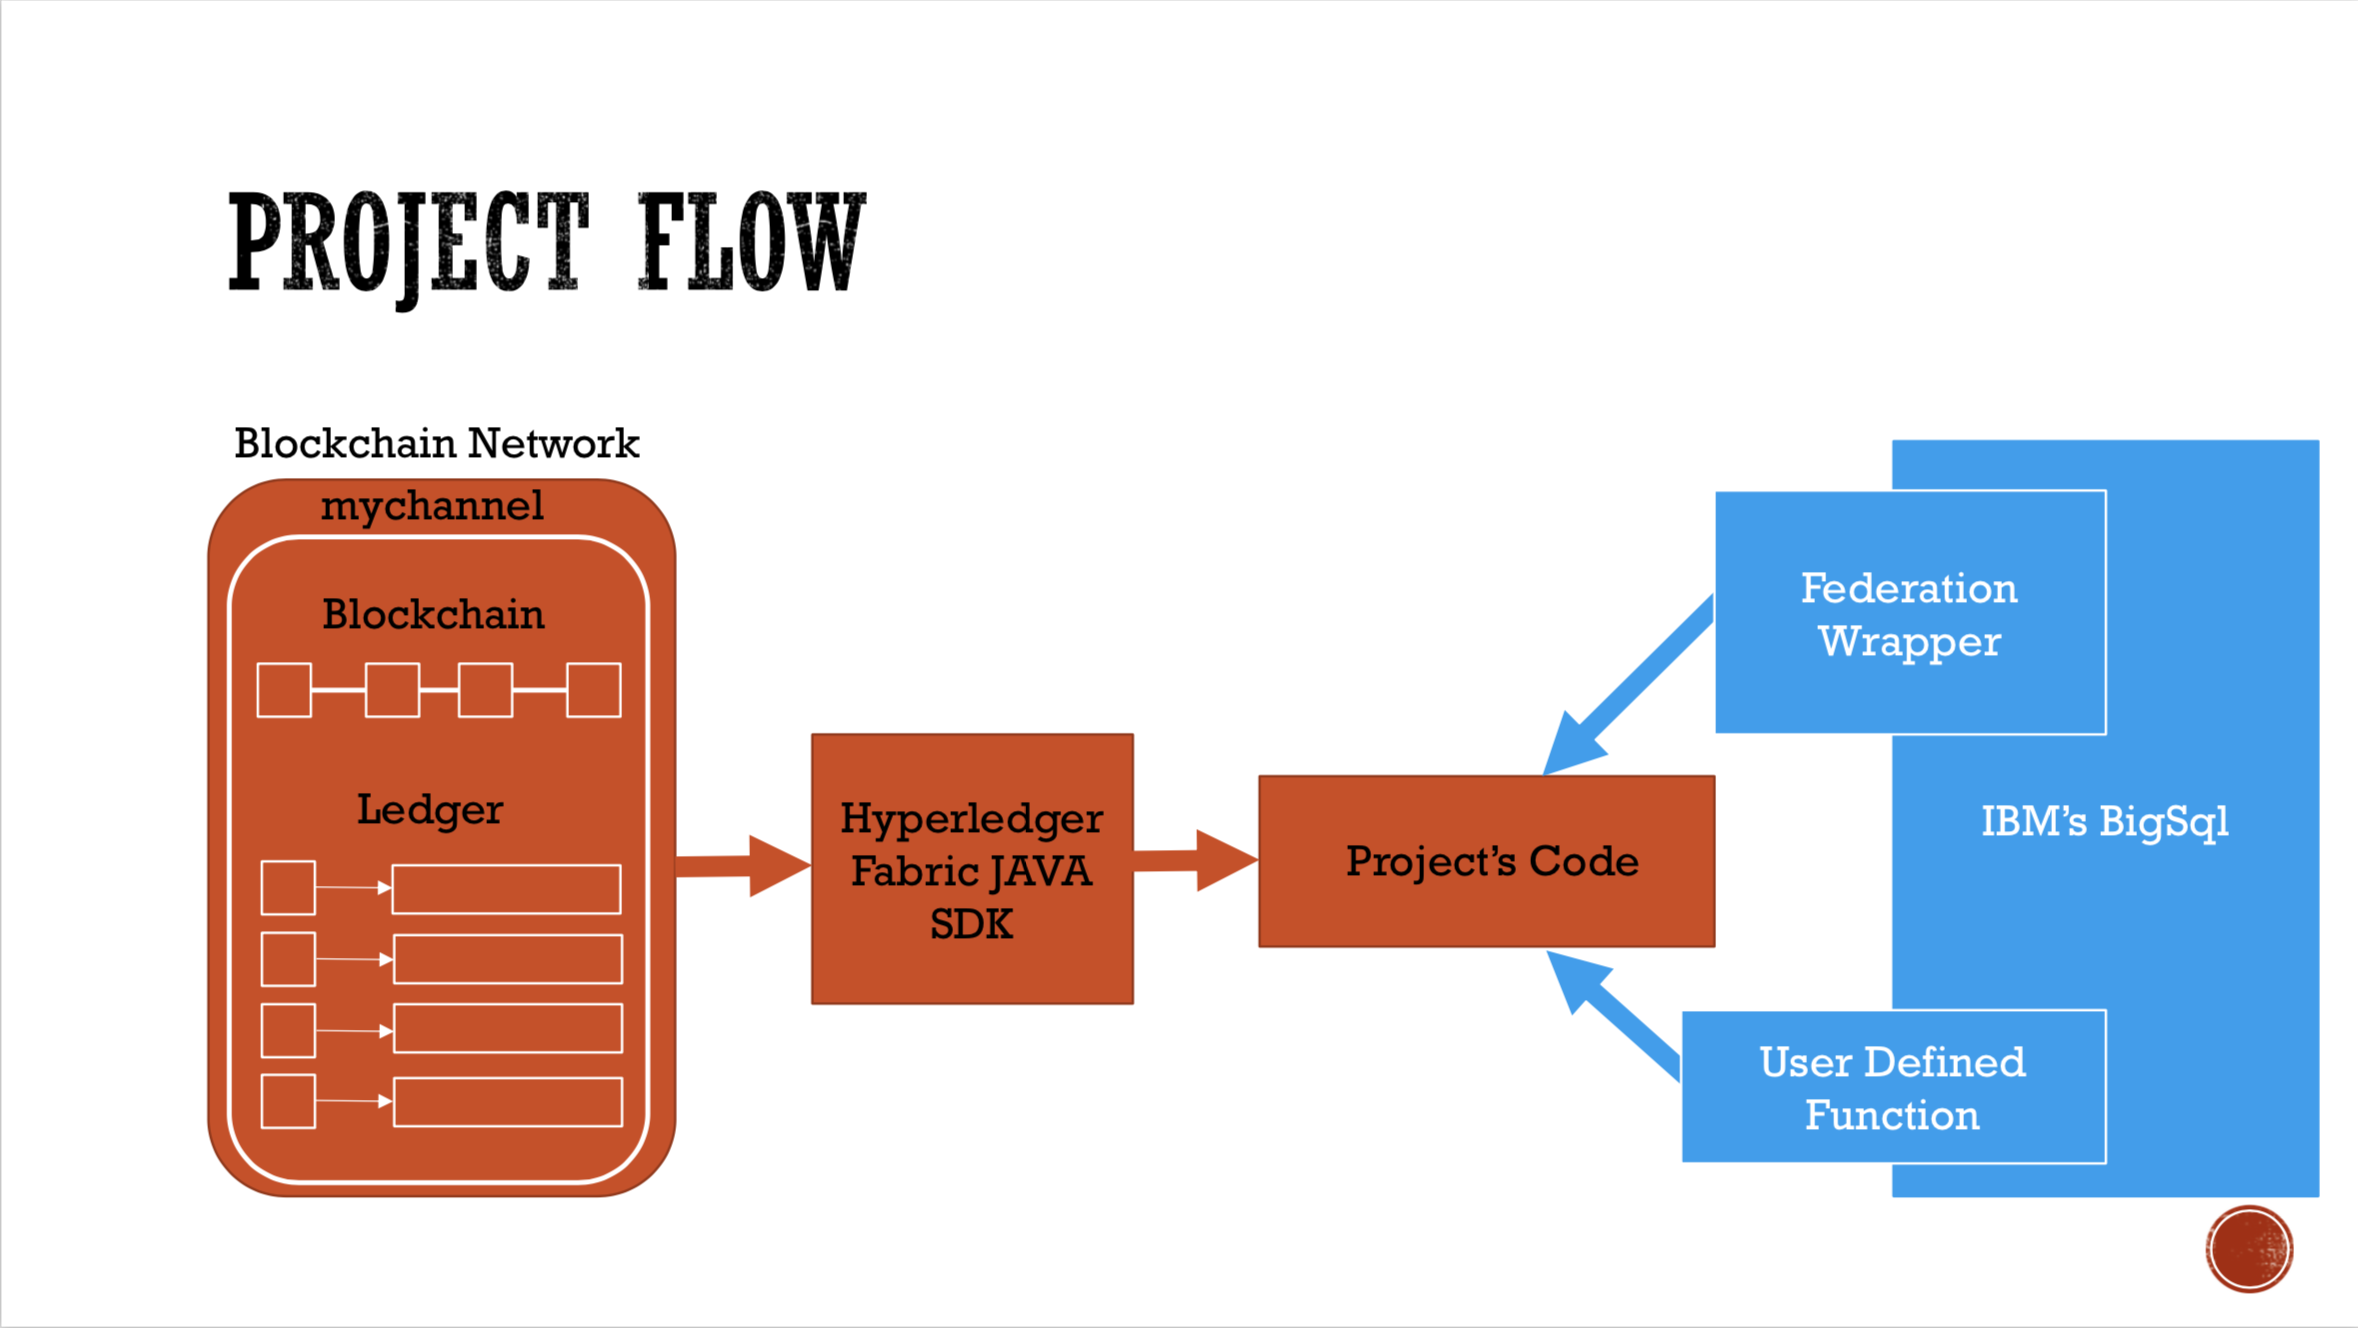 PROJECT FLOW
Blockchain Network
mychannel
Blockchain
Ledger
Hyperledger
Fabric JAVA
SDK
Project’s Code
Federation
Wrapper
IBM’s BigSql
User Defined
Function